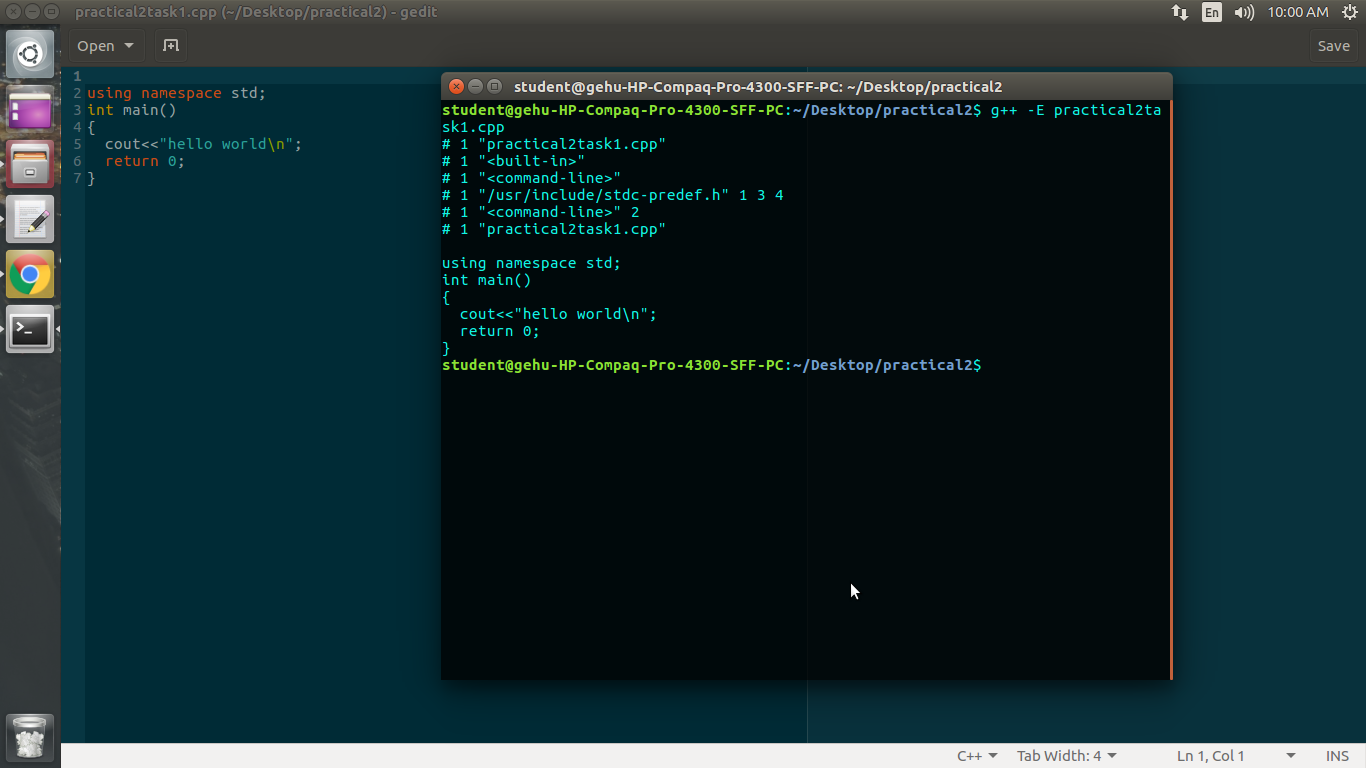 practical2task1.cpp (~/Desktop/practical2) - gedit
En 10:00 AM
Open Save
1
2 using namespace std;
3 int main()
4 {
5   cout<<"hello world\n";
6   return 0;
7 }
student@gehu-HP-Compaq-Pro-4300-SFF-PC: ~/Desktop/practical2
student@gehu-HP-Compaq-Pro-4300-SFF-PC:~/Desktop/practical2$ g++ -E practical2ta
sk1.cpp
# 1 "practical2task1.cpp"
# 1 "<built-in>"
# 1 "<command-line>"
# 1 "/usr/include/stdc-predef.h" 1 3 4
# 1 "<command-line>" 2
# 1 "practical2task1.cpp"

using namespace std;
int main()
{
  cout<<"hello world\n";
  return 0;
}
student@gehu-HP-Compaq-Pro-4300-SFF-PC:~/Desktop/practical2$
C++ Tab Width: 4 Ln 1, Col 1 INS